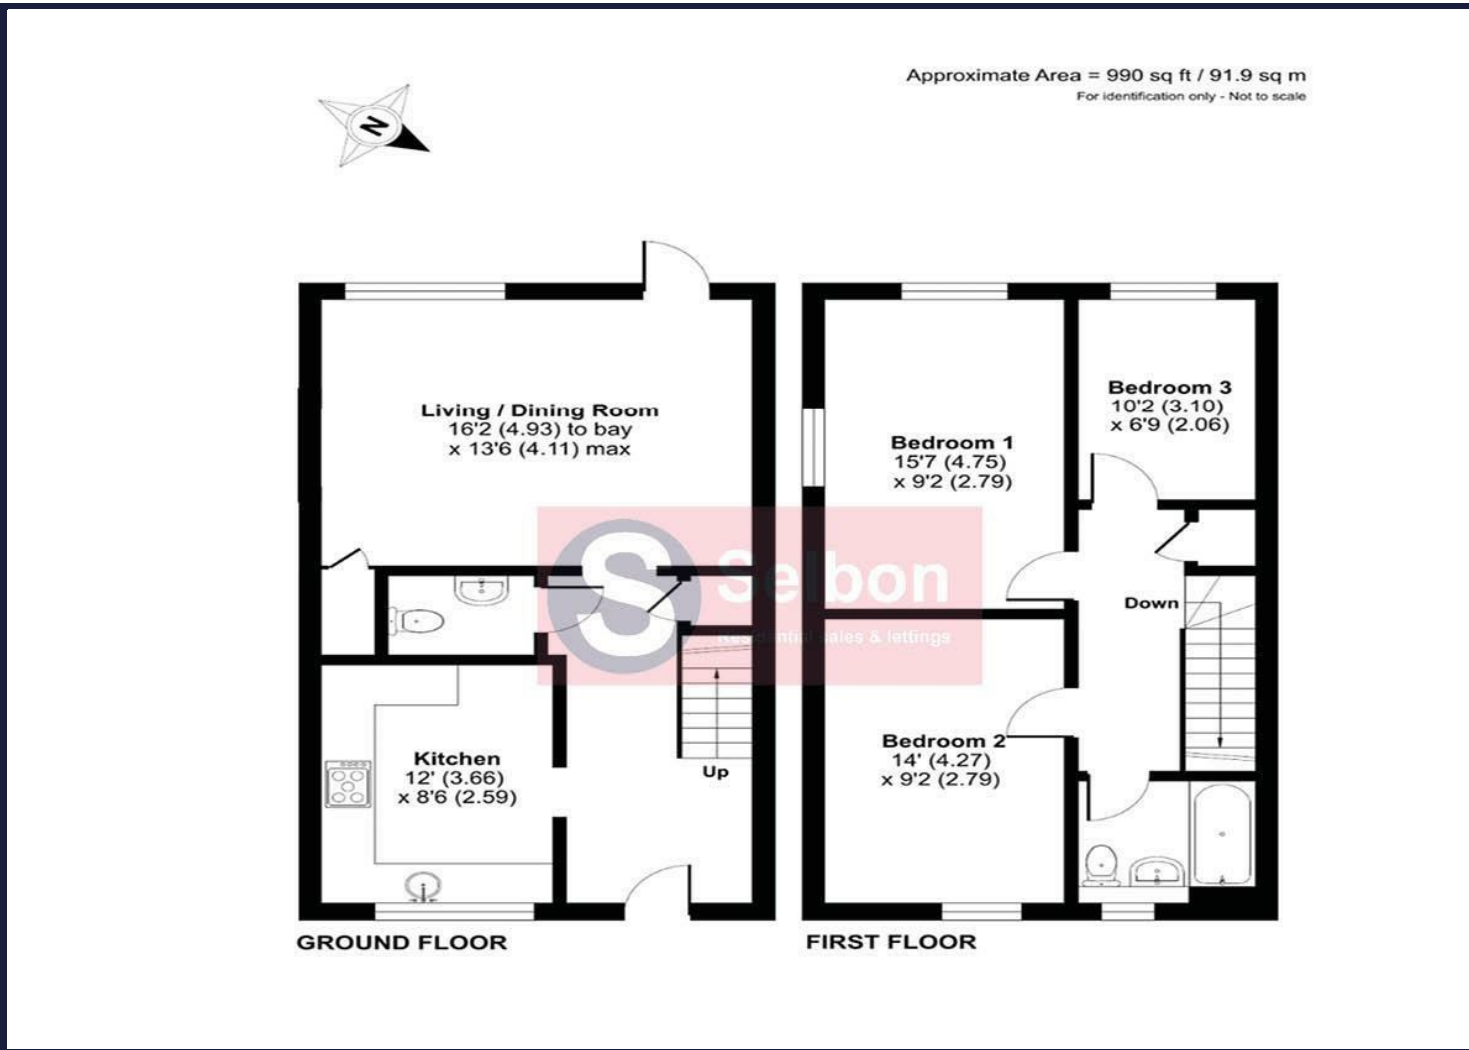 Approximate Area = 990 sq ft / 91.9 sq m
For identification only - Not to scale
N
Living / Dining Room
16'2 (4.93) to bay
x 13'6 (4.11) max
Kitchen
12' (3.66)
x 8'6 (2.59)
Up
GROUND FLOOR
Bedroom 1
15'7 (4.75)
x 9'2 (2.79)
Bedroom 3
10'2 (3.10)
x 6'9 (2.06)
Down
Bedroom 2
14' (4.27)
x 9'2 (2.79)
FIRST FLOOR
S Selbon
Residential sales & lettings